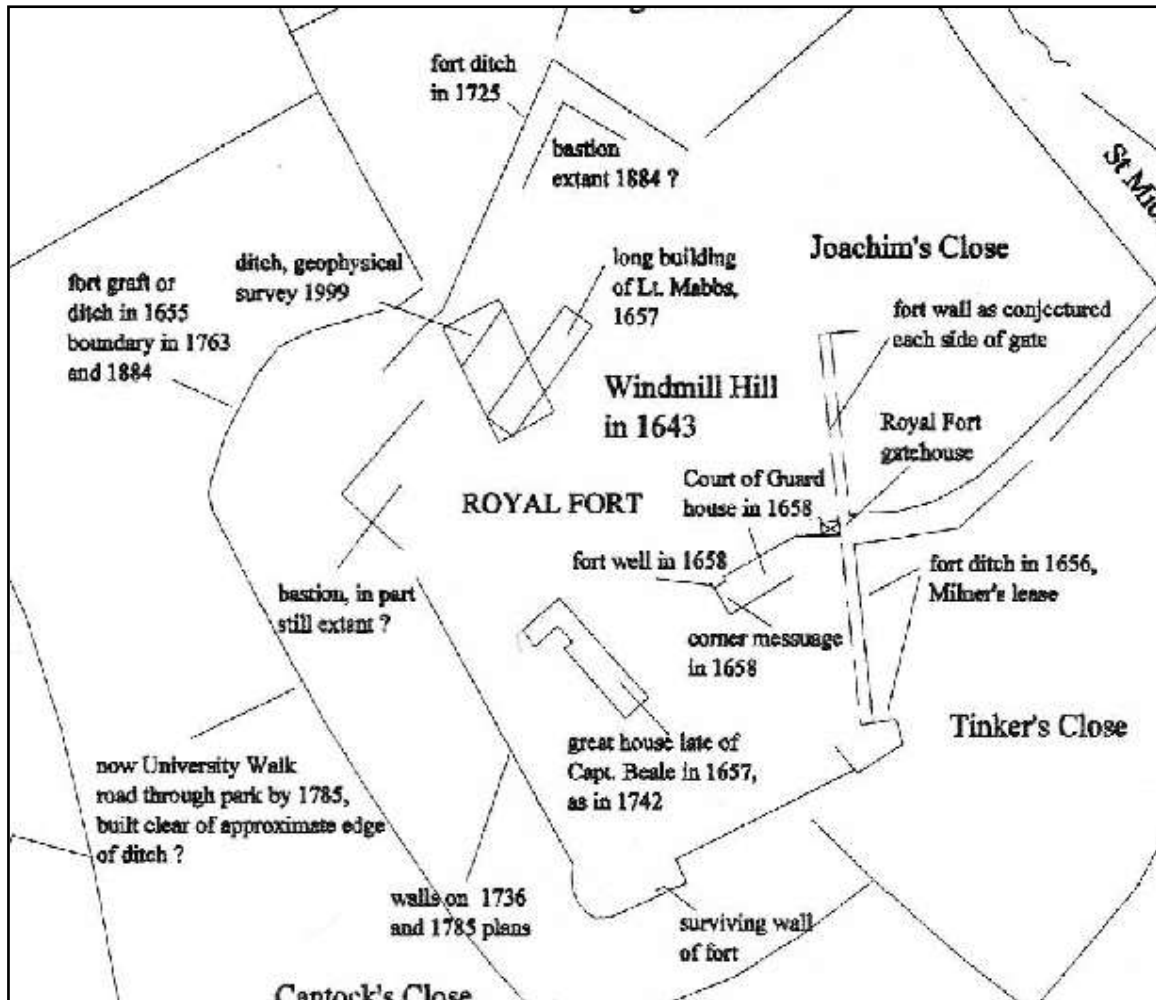 fort ditch
in 1725
bastion
extant 1884 ?
St Mic
Joachim's Close
ditch, geophysical
survey 1999
long building
of Lt. Mabbs,
1657
fort graft or
ditch in 1655
boundary in 1763
and 1884
fort wall as conjectured
each side of gate
Windmill Hill
in 1643
Royal Fort
gatehouse
Court of Guard
house in 1658
ROYAL FORT
fort well in 1658
fort ditch in 1656,
Milner's lease
bastion, in part
still extant ?
corner messuage
in 1658
Tinker's Close
great house late of
Capt. Beale in 1657,
as in 1742
now University Walk
road through park by 1785,
built clear of approximate edge
of ditch ?
walls on 1736
and 1785 plans
surviving wall
of fort
Cantock's Close